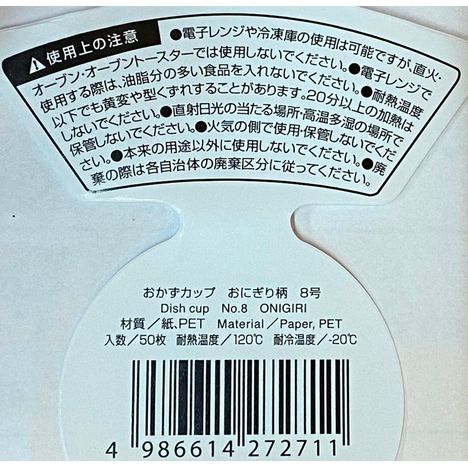 ⚠使用上の注意
●電子レンジや冷凍庫の使用は可能ですが、直火・
オーブン・オーブントースターでは使用しないでください。●電子レンジで
使用する際は、油脂分の多い食品を入れないでください。●耐熱温度
以下でも黄変や型くずれすることがあります。20分以上の加熱は
しないでください。●直射日光の当たる場所・高温多湿の場所で
保管しないでください。●火気の側で使用・保管しないでくだ
さい。●本来の用途以外に使用しないでください。●廃
棄の際は各自治体の廃棄区分に従ってください。
おかずカップ おにぎり柄 8号
Dish cup No.8 ONIGIRI
材質／紙、PET Material／Paper, PET
入数／50枚 耐熱温度／120℃ 耐冷温度／-20℃
4 986614 272711